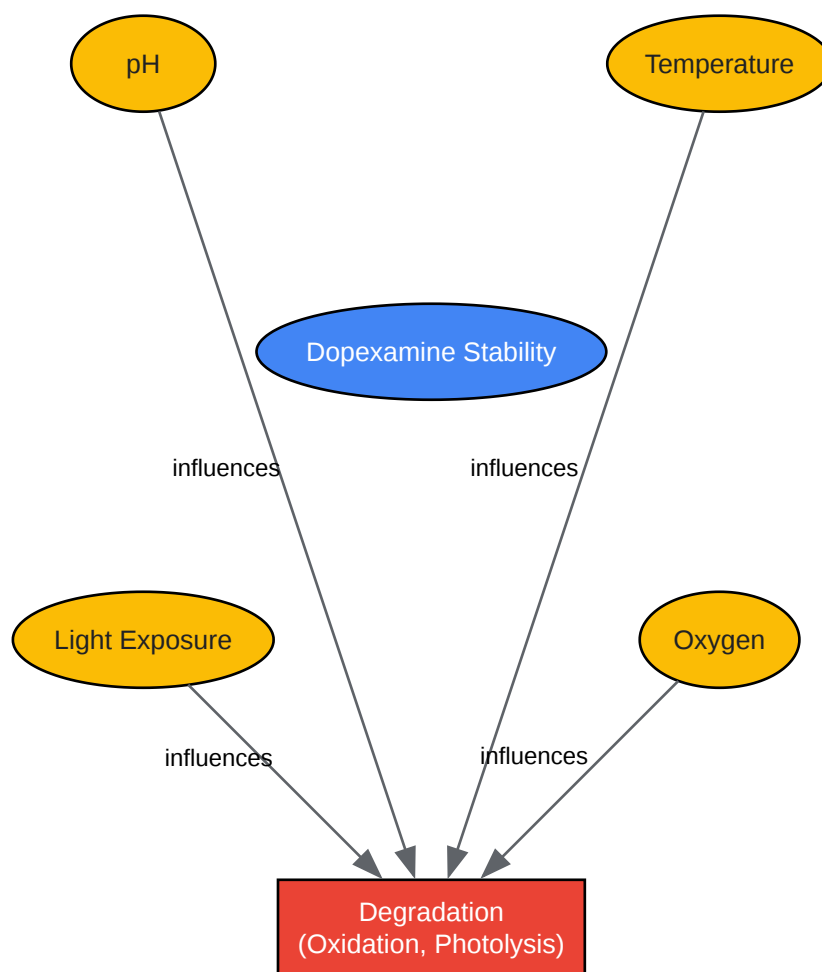 pH
Temperature
Dopexamine Stability
influences
influences
Light Exposure
Oxygen
influences
influences
Degradation
(Oxidation, Photolysis)